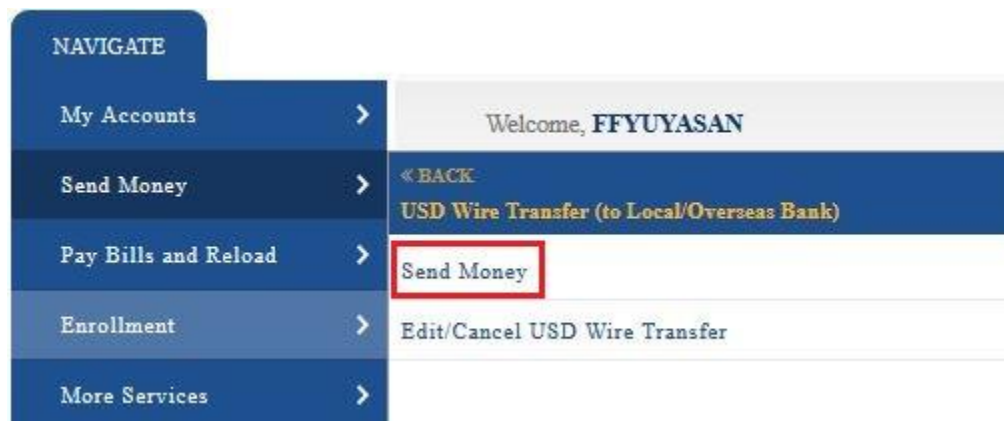 NAVIGATE
My Accounts
Send Money
Pay Bills and Reload
Enrollment
More Services
Welcome, FFYUYASAN
«BACK
USD Wire Transfer (to Local/Overseas Bank)
Send Money
Edit/Cancel USD Wire Transfer